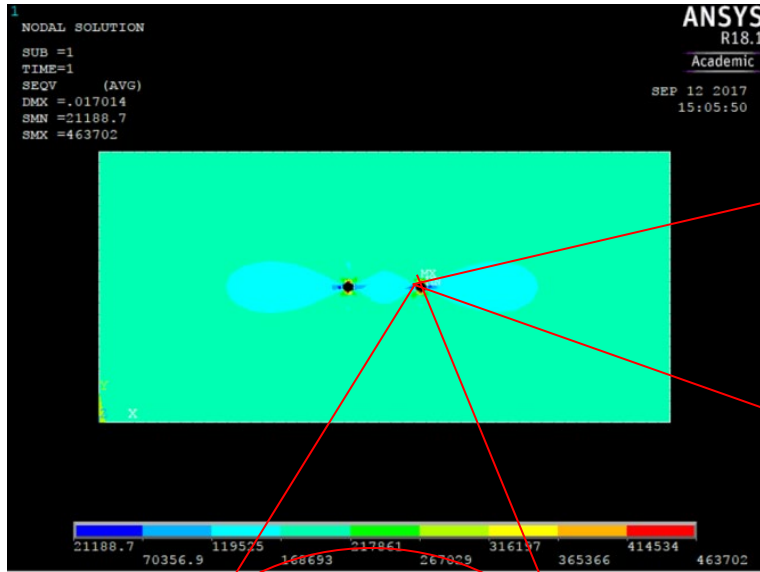 1
NODAL SOLUTION
SUB =1
TIME=1
SEQV (AVG)
DMX =.017014
SMN =21188.7
SMX =463702
ANSYS
R18.1
Academic
SEP 12 2017
15:05:50
MX
Y
X
21188.7 119525 217861 316197 414534
70356.9 168693 267029 365366 463702